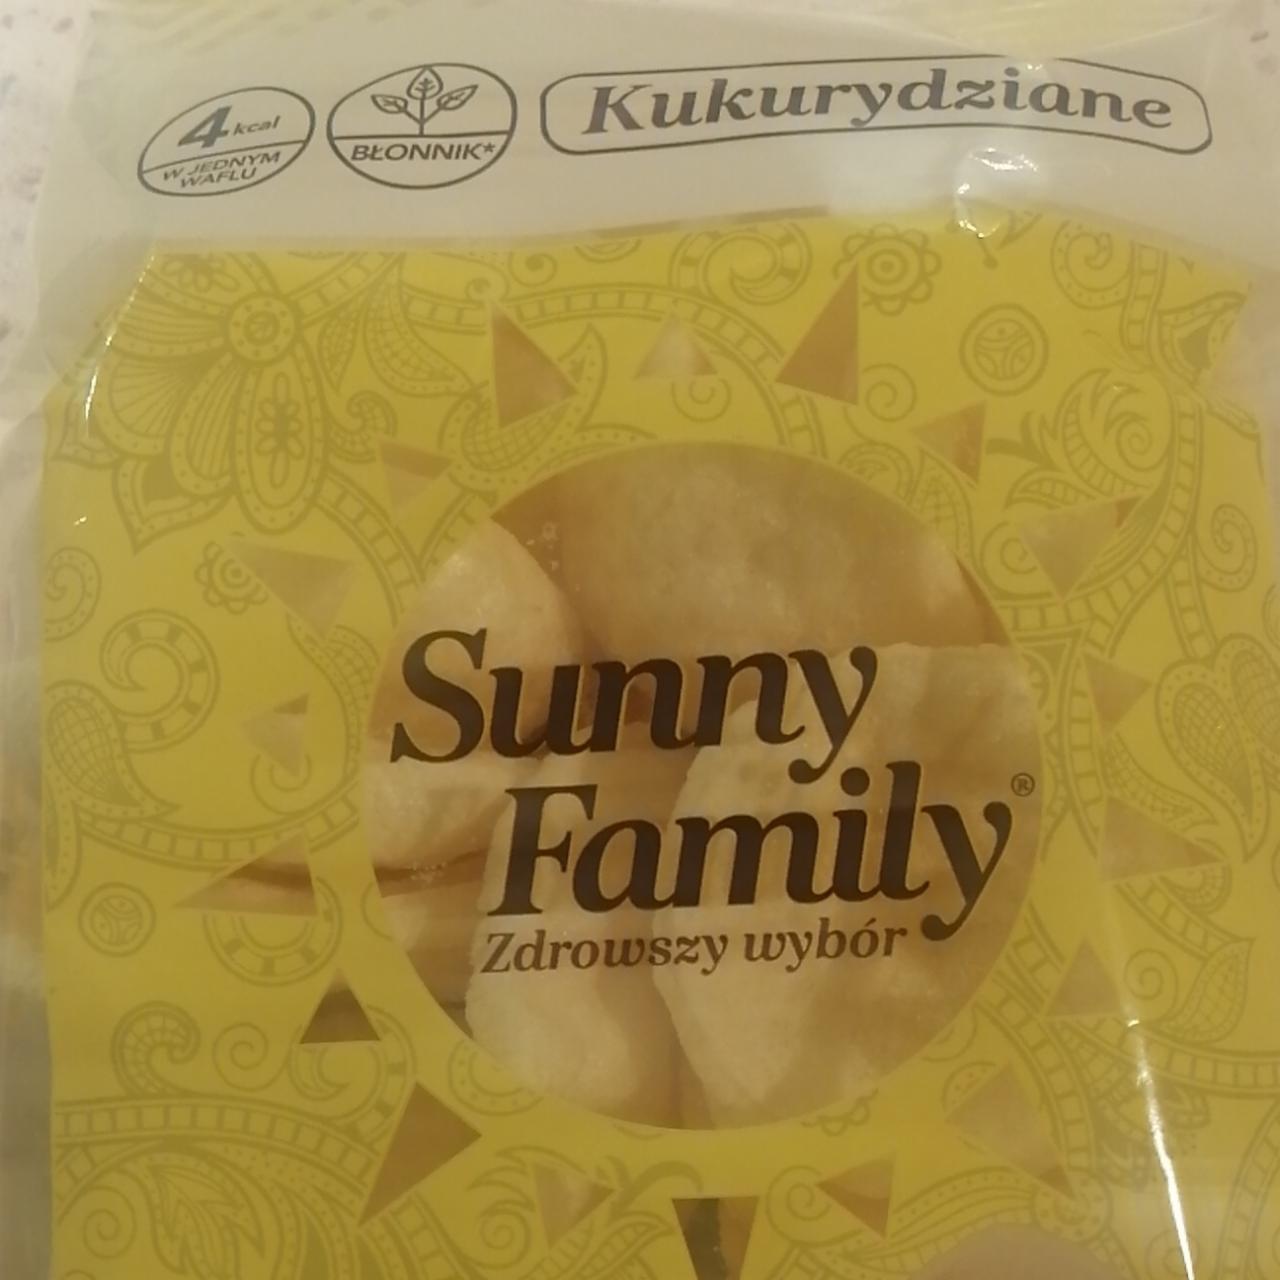 4 kcal
W JEDNYM
WAFLU
BŁONNIK*
Kukurydziane
Sunny
Family®
Zdrowszy wybór